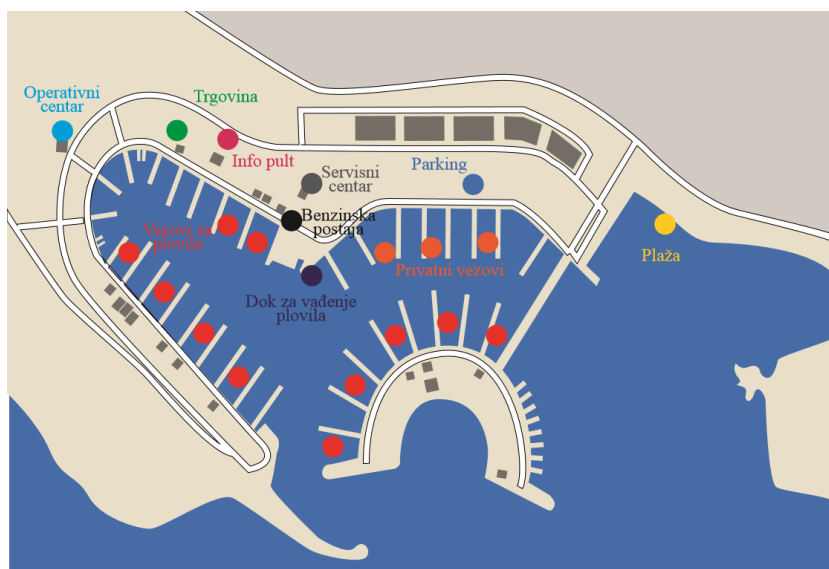 Operativni
centar
Trgovina
Info pult
Servisni
centar
Parking
Benzinska
postaja
Vezovi za
plovila
Privatni vezovi
Plaža
Dok za vađenje
plovila